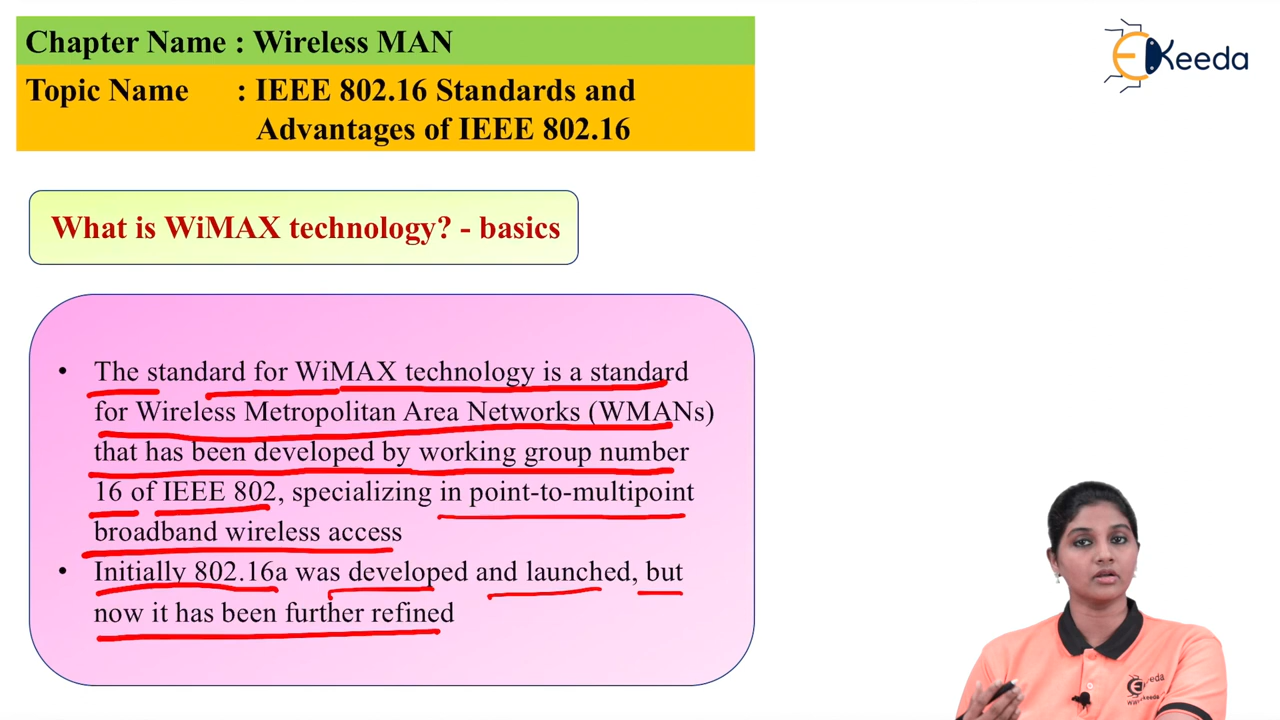 Chapter Name : Wireless MAN
EKeeda
Topic Name : IEEE 802.16 Standards and
Advantages of IEEE 802.16
What is WiMAX technology? - basics
• The standard for WiMAX technology is a standard
for Wireless Metropolitan Area Networks (WMANs)
that has been developed by working group number
16 of IEEE 802, specializing in point-to-multipoint
broadband wireless access
• Initially 802.16a was developed and launched, but
now it has been further refined
EKeeda